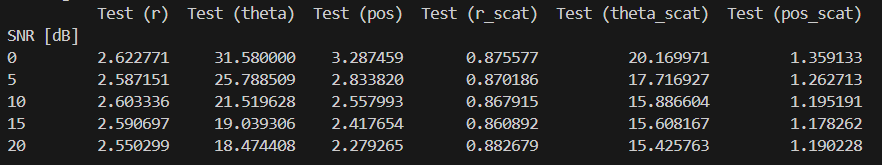 Test (r) Test (theta) Test (pos) Test (r_scat) Test (theta_scat) Test (pos_scat)
SNR [dB]
0 2.622771 31.580000 3.287459 0.875577 20.169971 1.359133
5 2.587151 25.788509 2.833820 0.870186 17.716927 1.262713
10 2.603336 21.519628 2.557993 0.867915 15.886604 1.195191
15 2.590697 19.039306 2.417654 0.860892 15.608167 1.178262
20 2.550299 18.474408 2.279265 0.882679 15.425763 1.190228